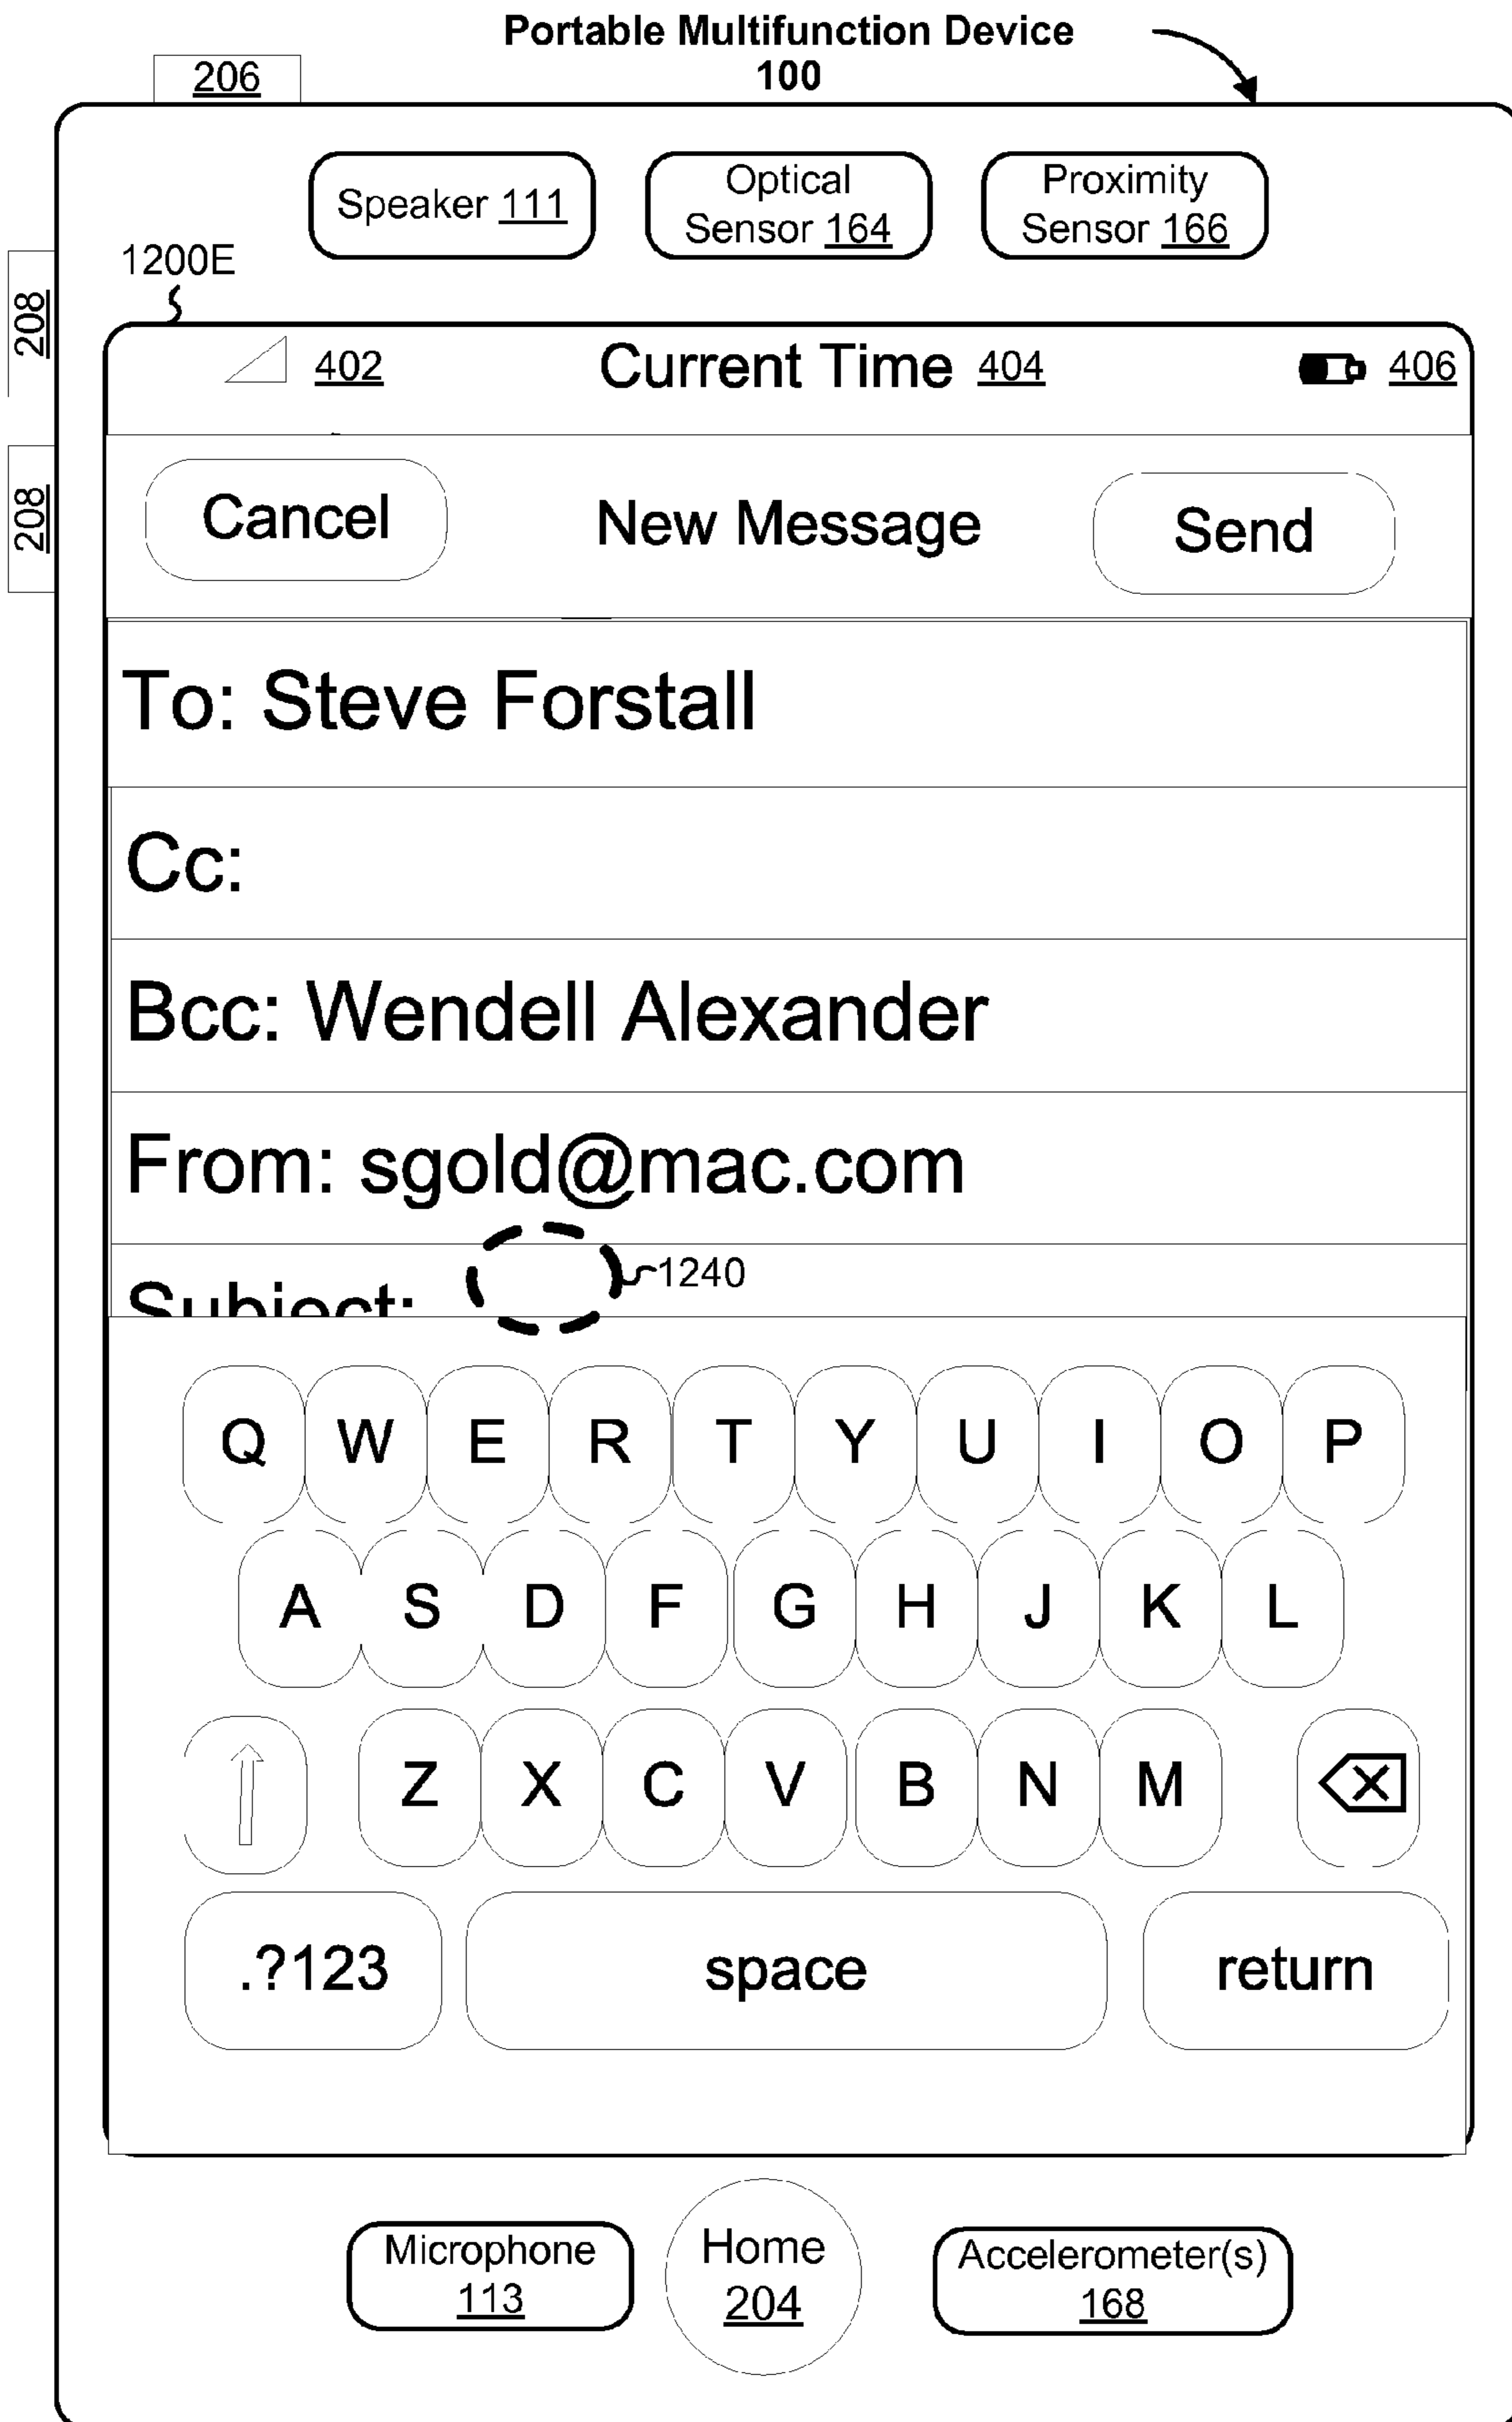 Portable Multifunction Device
100
206
Speaker 111
Optical
Sensor 164
Proximity
Sensor 166
208
1200E
402 Current Time 404 406
208
Cancel New Message Send
To: Steve Forstall
Cc:
Bcc: Wendell Alexander
From: sgold@mac.com
Subject:
1240
Q W E R T Y U I O P
A S D F G H J K L
Z X C V B N M
.?123 space return
Microphone
113
Home
204
Accelerometer(s)
168